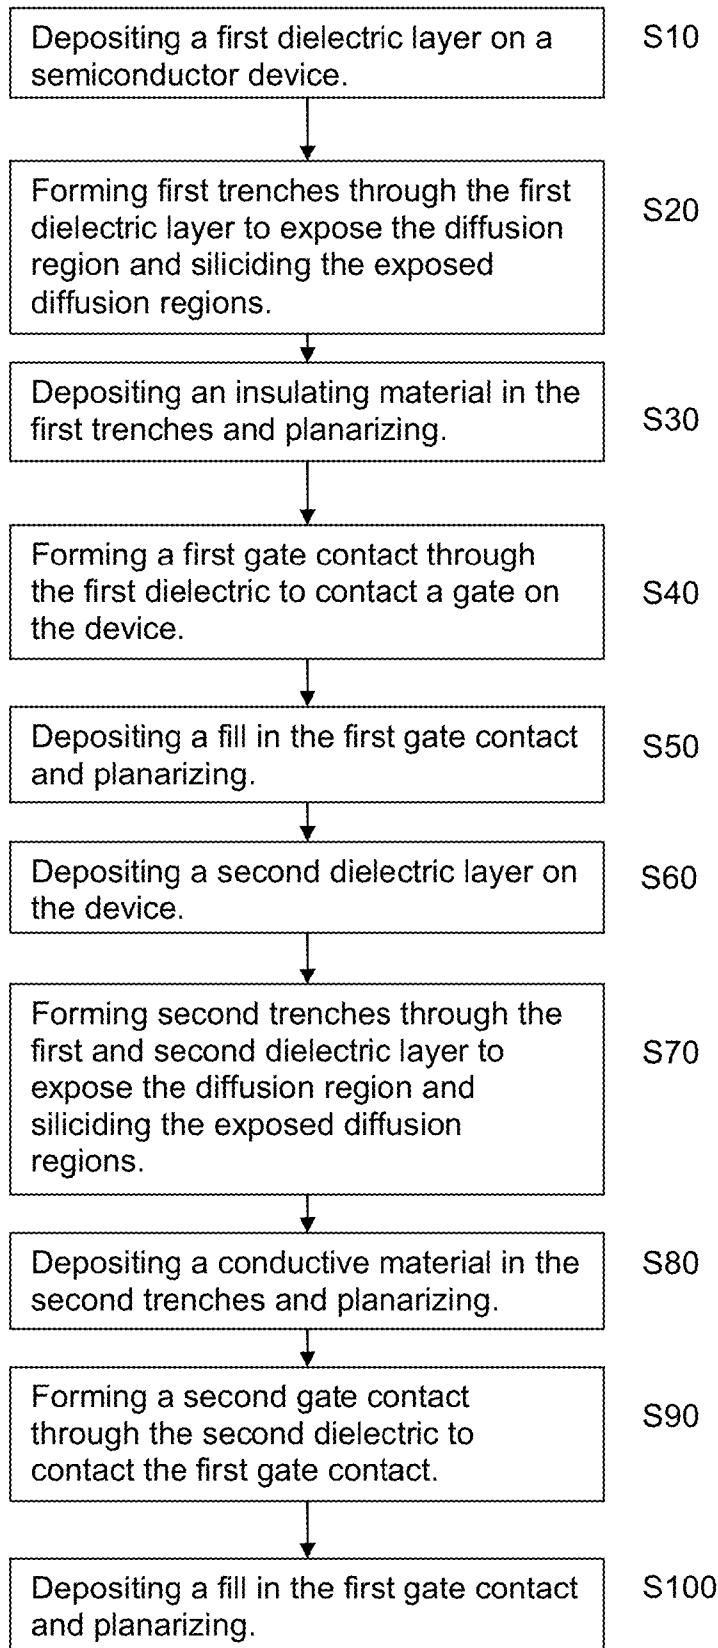 Depositing a first dielectric layer on a
semiconductor device.
S10
Forming first trenches through the first
dielectric layer to expose the diffusion
region and siliciding the exposed
diffusion regions.
S20
Depositing an insulating material in the
first trenches and planarizing.
S30
Forming a first gate contact through
the first dielectric to contact a gate on
the device.
S40
Depositing a fill in the first gate contact
and planarizing.
S50
Depositing a second dielectric layer on
the device.
S60
Forming second trenches through the
first and second dielectric layer to
expose the diffusion region and
siliciding the exposed diffusion
regions.
S70
Depositing a conductive material in the
second trenches and planarizing.
S80
Forming a second gate contact
through the second dielectric to
contact the first gate contact.
S90
Depositing a fill in the first gate contact
and planarizing.
S100